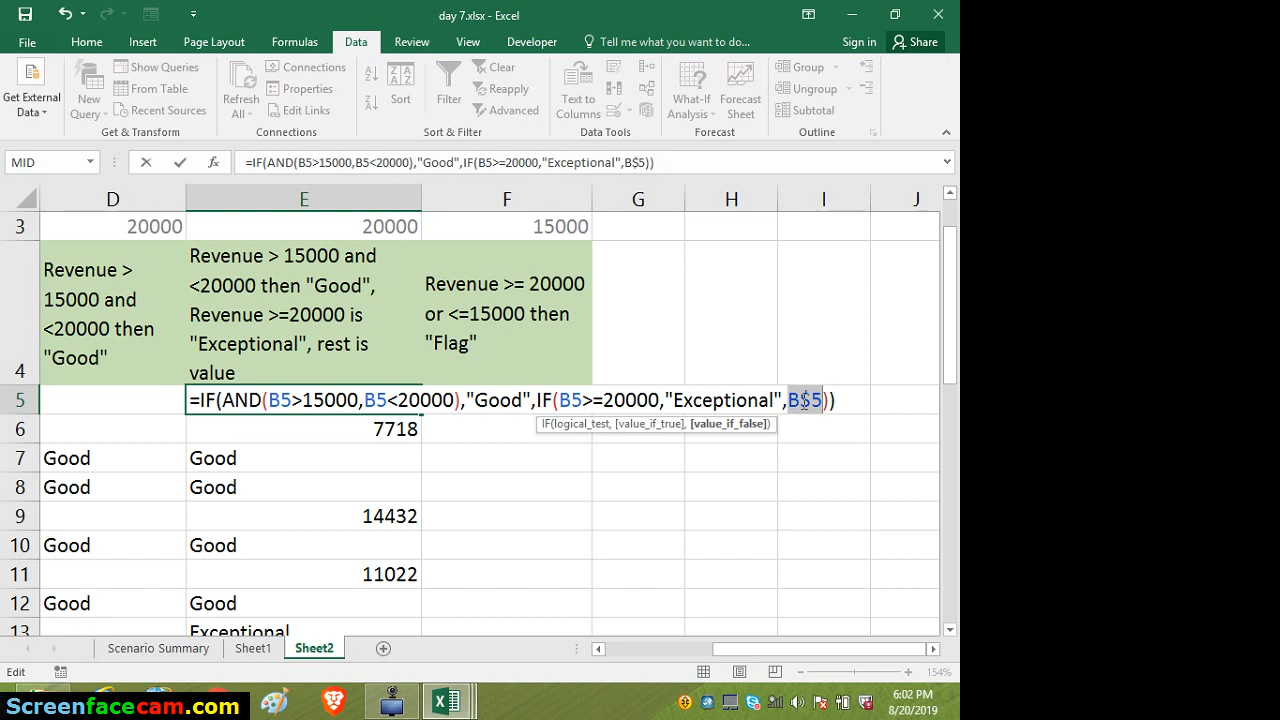 day 7.xlsx - Excel
File Home Insert Page Layout Formulas Data Review View Developer Tell me what you want to do... Sign in Share
Get External Data
New Query
Show Queries
From Table
Recent Sources
Get & Transform
Refresh All
Connections
Properties
Edit Links
Connections
Sort
Filter
Clear
Reapply
Advanced
Sort & Filter
Text to Columns
Data Tools
What-If Analysis
Forecast Sheet
Forecast
Group
Ungroup
Subtotal
Outline
MID =IF(AND(B5>15000,B5<20000),"Good",IF(B5>=20000,"Exceptional",B$5))
D E F G H I J
3 20000 20000 15000
Revenue >
15000 and
<20000 then
"Good"
Revenue > 15000 and
<20000 then "Good",
Revenue >=20000 is
"Exceptional", rest is
value
Revenue >= 20000
or <=15000 then
"Flag"
4
5 =IF(AND(B5>15000,B5<20000),"Good",IF(B5>=20000,"Exceptional",B$5))
IF(logical_test, [value_if_true], [value_if_false])
6 7718
7 Good Good
8 Good Good
9 14432
10 Good Good
11 11022
12 Good Good
13 Exceptional
Scenario Summary Sheet1 Sheet2
Edit 154%
Screenfacecam.com
6:02 PM
8/20/2019